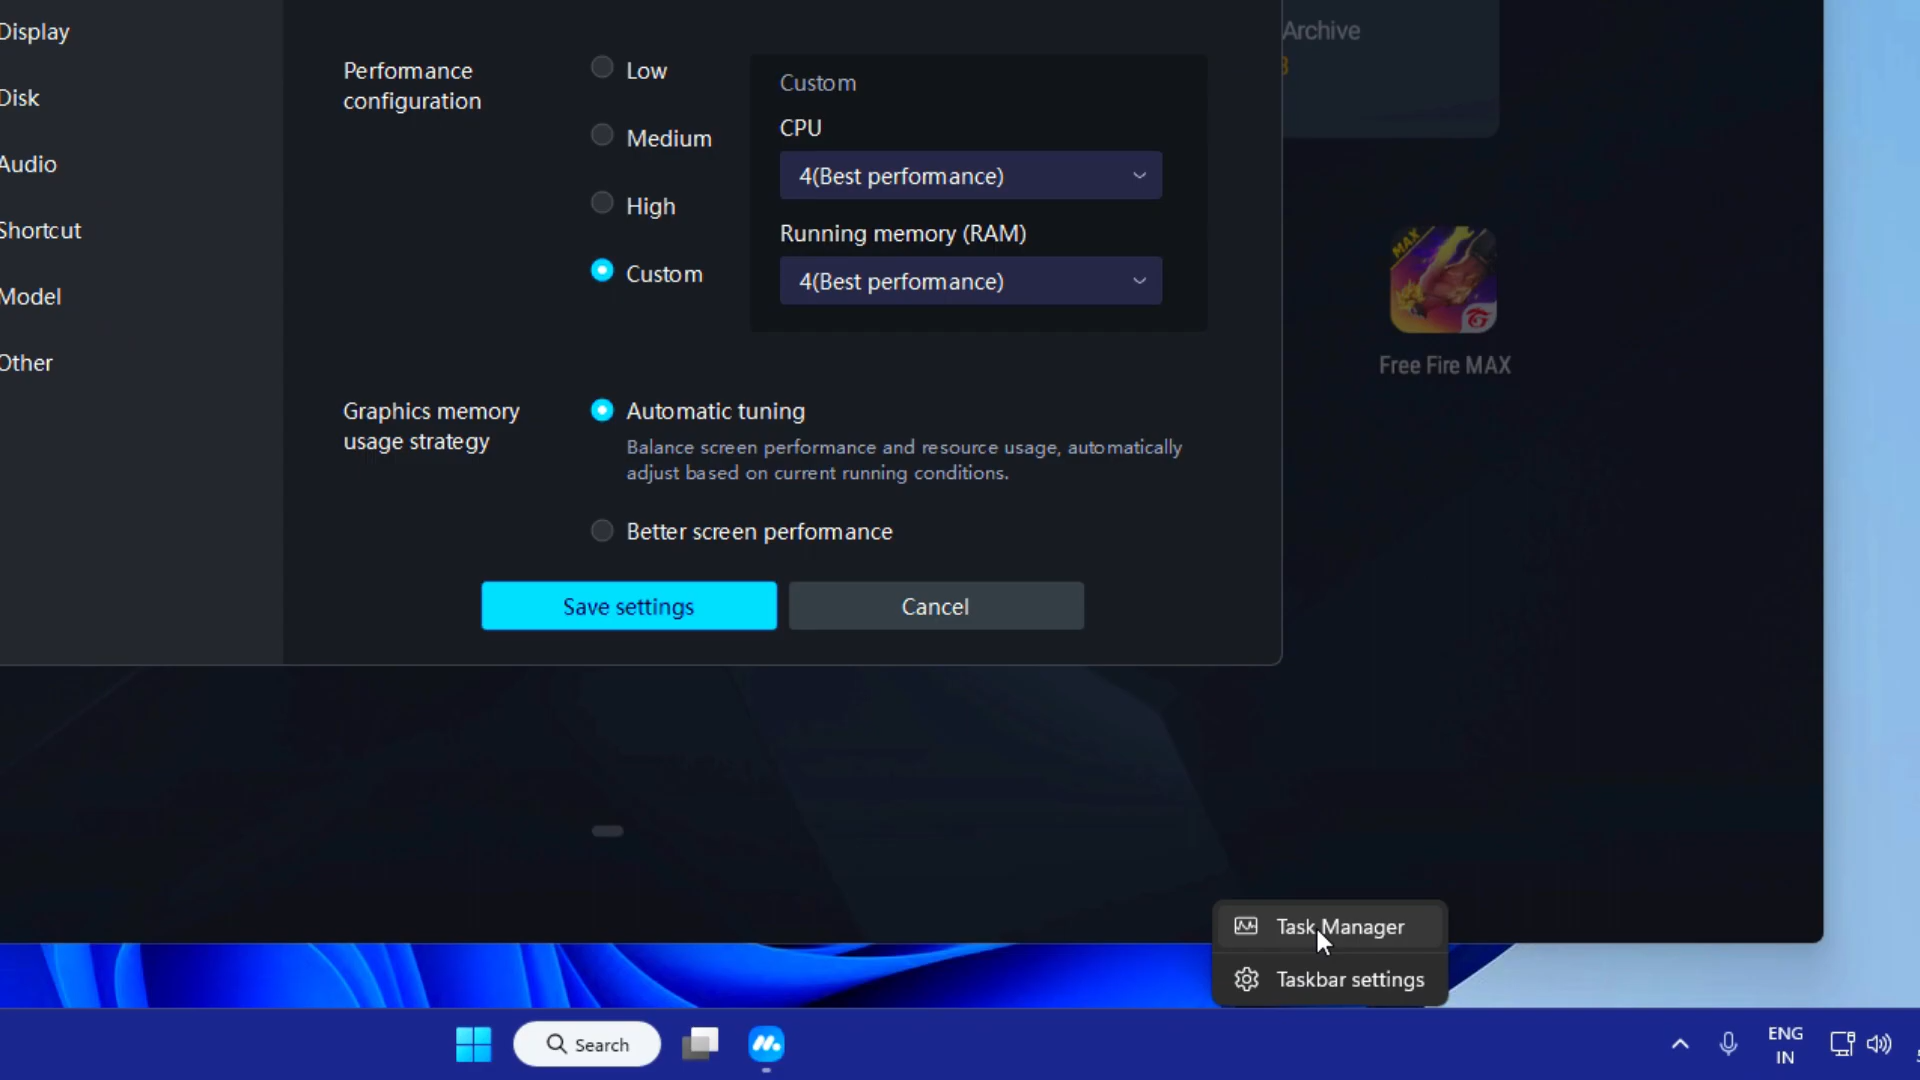 Display
Disk
Audio
Shortcut
Model
Other
Performance
configuration
Low
Medium
High
Custom
Custom
CPU
4(Best performance)
Running memory (RAM)
4(Best performance)
Graphics memory
usage strategy
Automatic tuning
Balance screen performance and resource usage, automatically
adjust based on current running conditions.
Better screen performance
Save settings
Cancel
Archive
MAX
Free Fire MAX
Task Manager
Taskbar settings
Search
ENG
IN